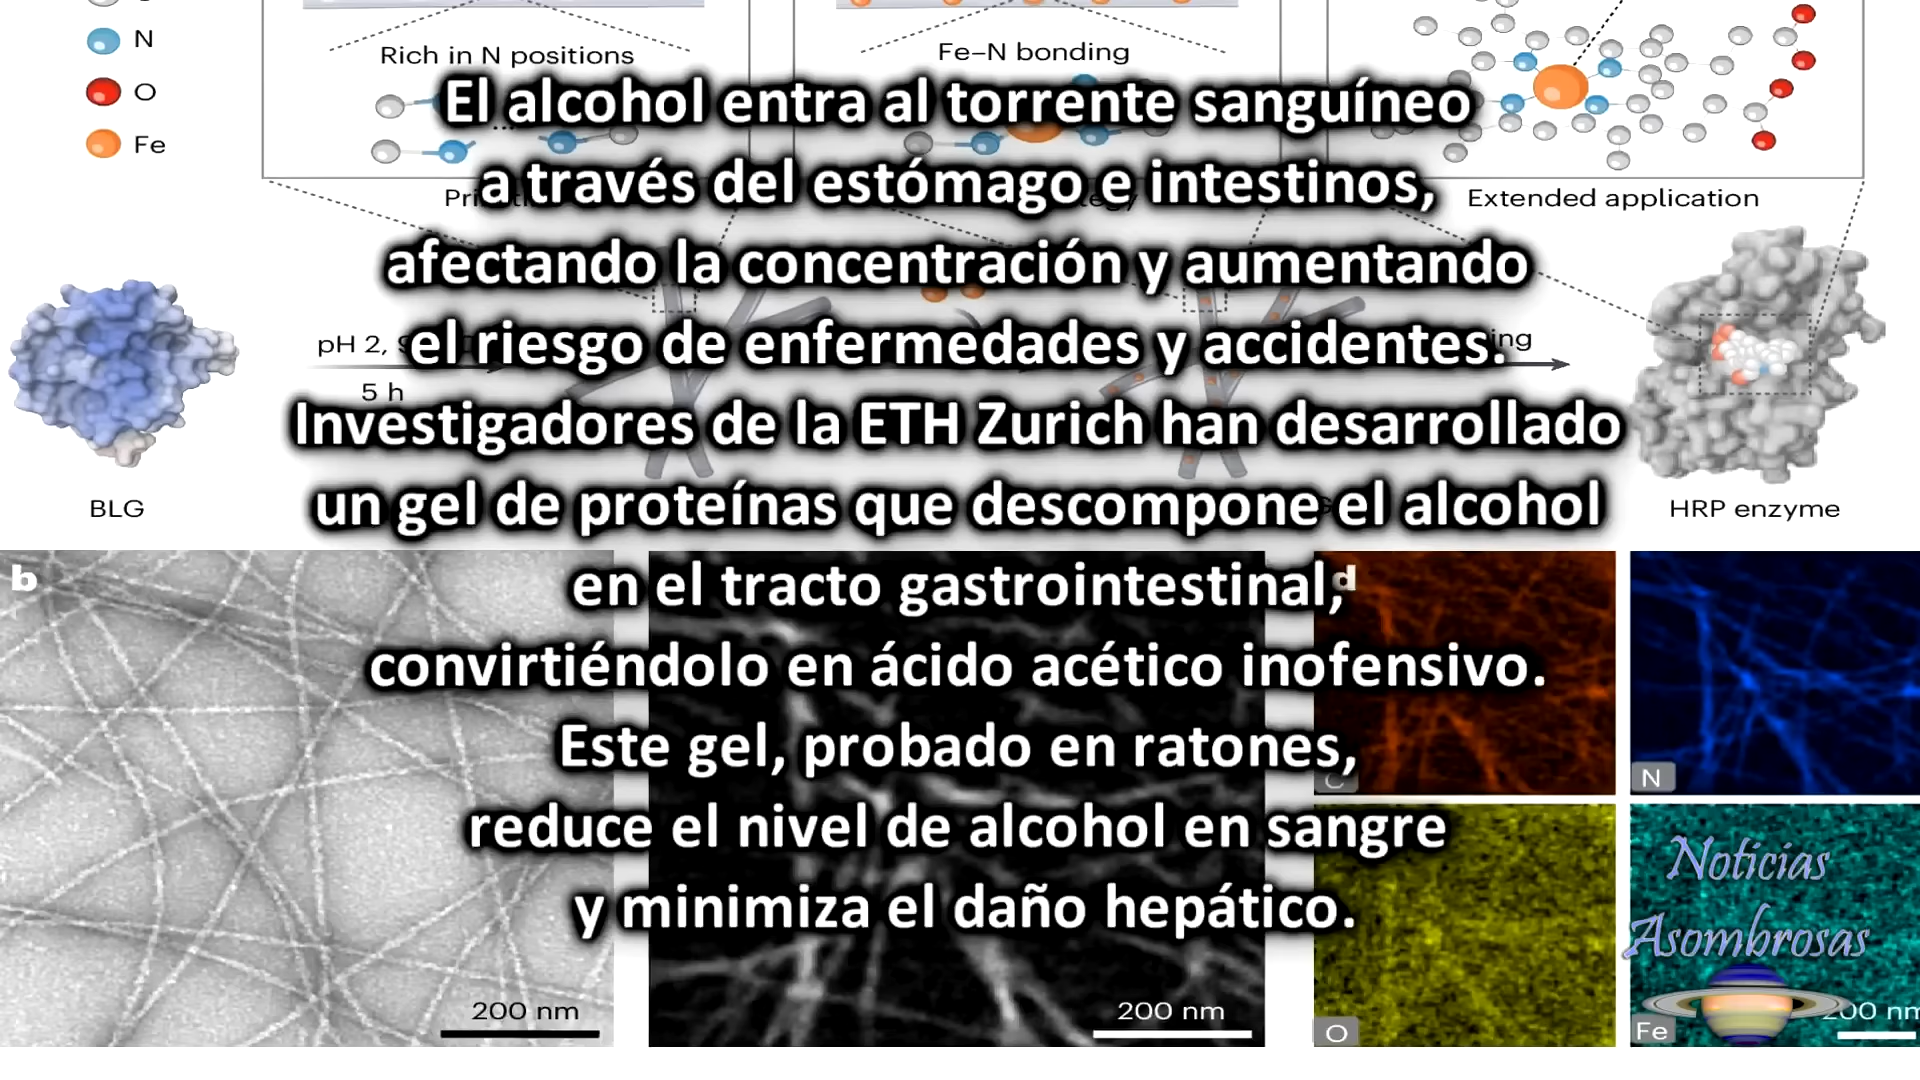 N
O
Fe
Rich in N positions
Fe–N bonding
Extended application
El alcohol entra al torrente sanguíneo
a través del estómago e intestinos,
afectando la concentración y aumentando
el riesgo de enfermedades y accidentes.
Investigadores de la ETH Zurich han desarrollado
un gel de proteínas que descompone el alcohol
en el tracto gastrointestinal,
convirtiéndolo en ácido acético inofensivo.
Este gel, probado en ratones,
reduce el nivel de alcohol en sangre
y minimiza el daño hepático.
pH 2,
5 h
BLG
HRP enzyme
b
d
200 nm
200 nm
C
N
O
Fe
200 nm
Noticias
Asombrosas